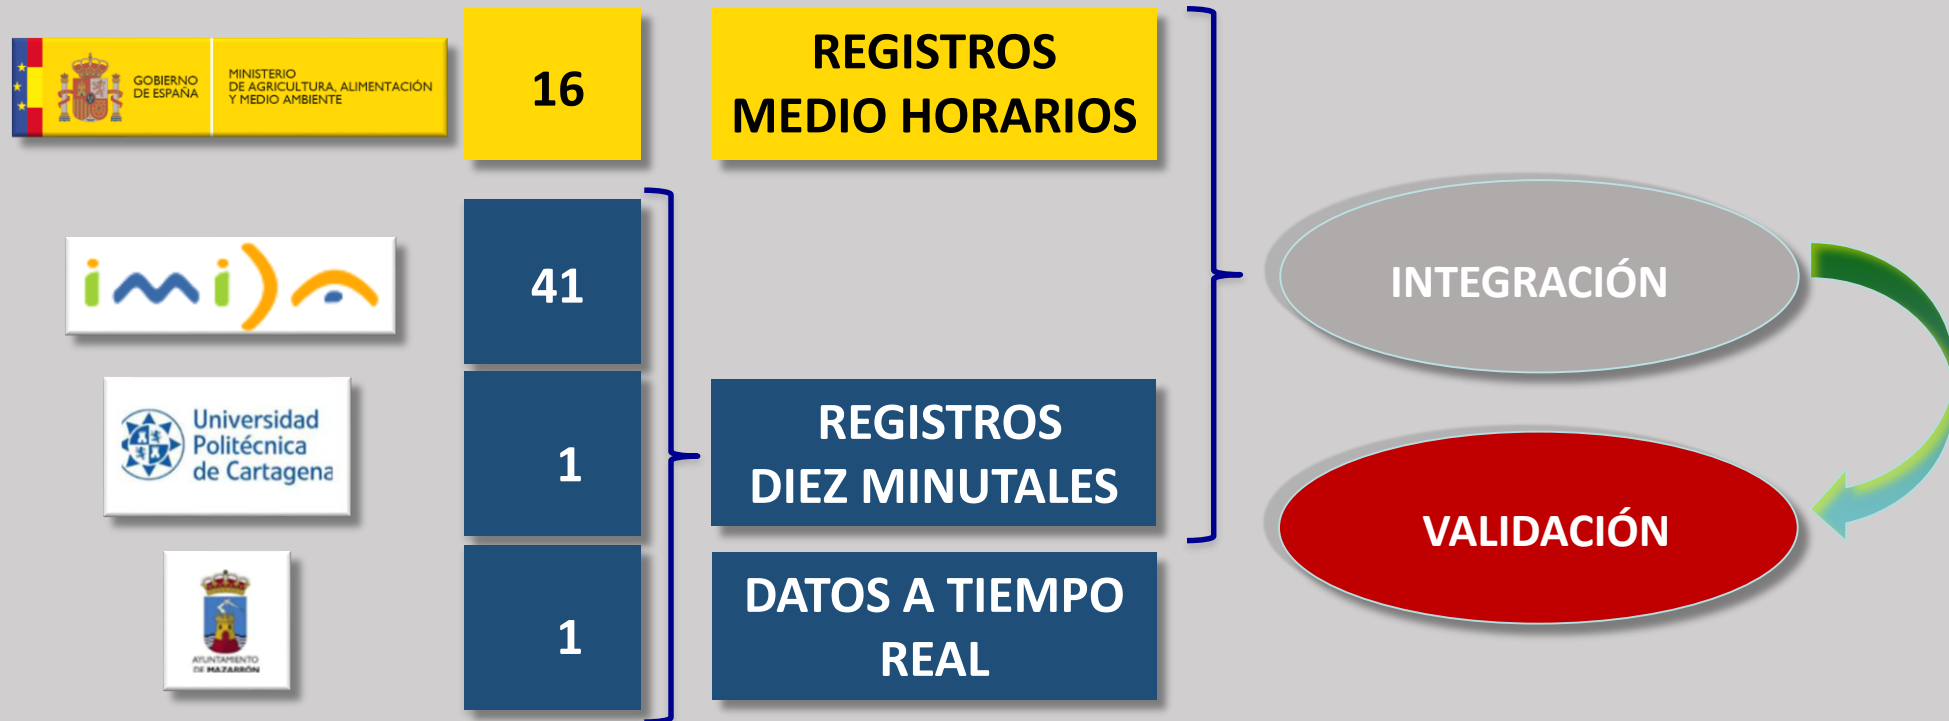 GOBIERNO
DE ESPAÑA
MINISTERIO
DE AGRICULTURA, ALIMENTACIÓN
Y MEDIO AMBIENTE
16
REGISTROS
MEDIO HORARIOS
imida
41
Universidad
Politécnica
de Cartagena
1
REGISTROS
DIEZ MINUTALES
AYUNTAMIENTO
DE MAZARRÓN
1
DATOS A TIEMPO
REAL
INTEGRACIÓN
VALIDACIÓN